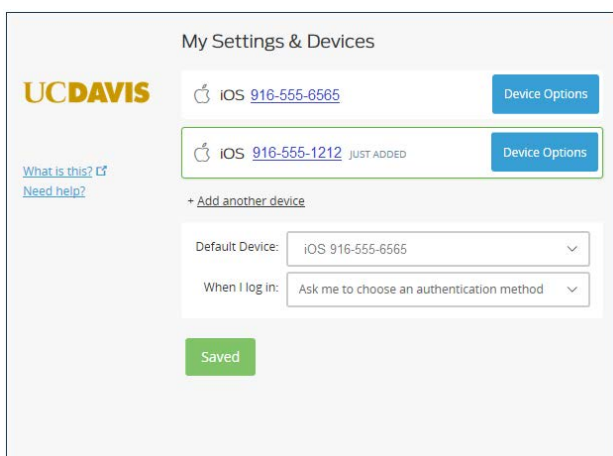 My Settings & Devices
UCDAVIS
iOS 916-555-6565
Device Options
iOS 916-555-1212 JUST ADDED
Device Options
What is this?
Need help?
+ Add another device
Default Device: iOS 916-555-6565
When I log in: Ask me to choose an authentication method
Saved